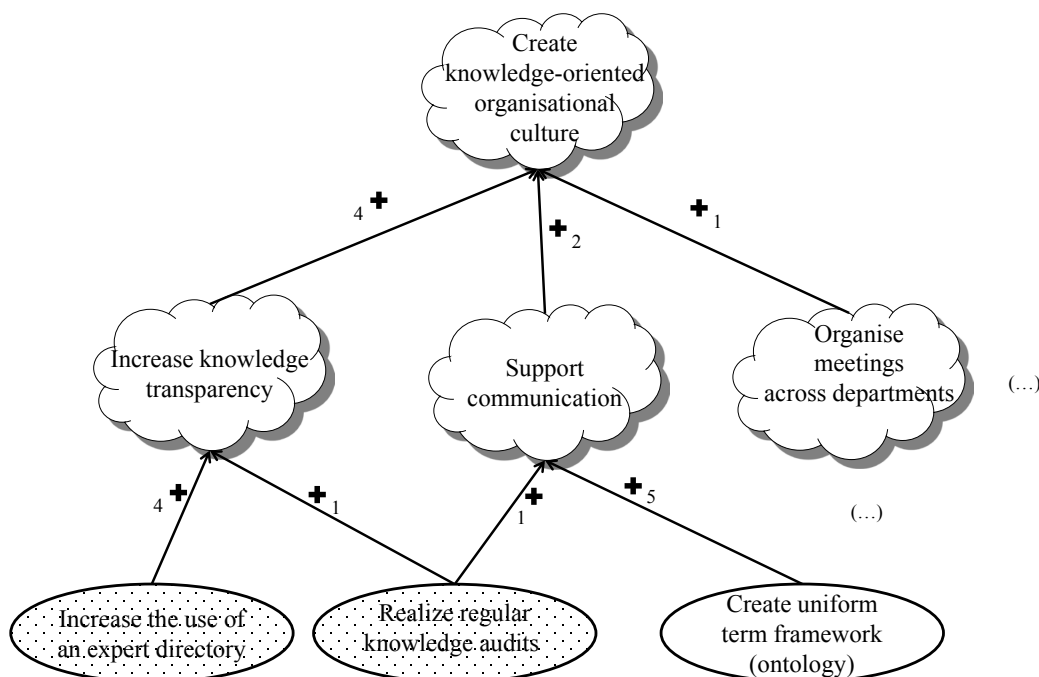 Create
knowledge-oriented
organisational
culture
4 +
+ 2
+ 1
Increase knowledge
transparency
Support
communication
Organise
meetings
across departments
(…)
4 +
+ 1
1 +
+ 5
(…)
Increase the use of
an expert directory
Realize regular
knowledge audits
Create uniform
term framework
(ontology)